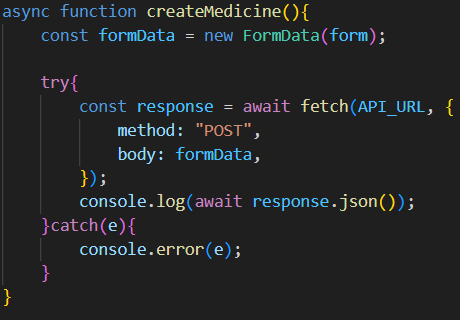 async function createMedicine(){
    const formData = new FormData(form);

    try{
        const response = await fetch(API_URL, {
            method: "POST",
            body: formData,
        });
        console.log(await response.json());
    }catch(e){
        console.error(e);
    }
}